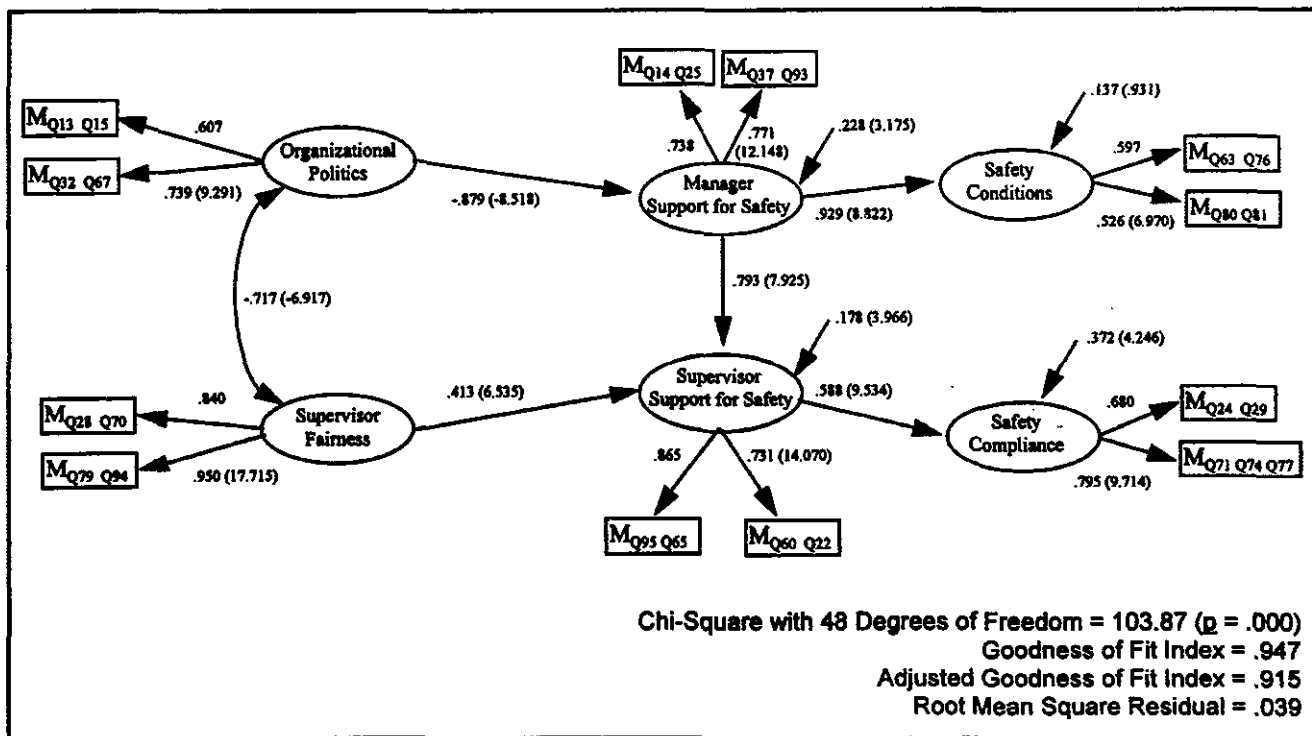 M Q14 Q25
M Q37 Q93
.738
.771
(12.148)
.228 (3.175)
.137 (.931)
M Q13 Q15
.607
M Q32 Q67
.739 (9.291)
Organizational
Politics
-.879 (-8.518)
Manager
Support for Safety
.929 (8.822)
Safety
Conditions
.597
M Q63 Q76
.526 (6.970)
M Q80 Q81
-.717 (-6.917)
.793 (7.925)
.178 (3.966)
.372 (4.246)
M Q28 Q70
.840
M Q79 Q94
.950 (17.715)
Supervisor
Fairness
.413 (6.535)
Supervisor
Support for Safety
.588 (9.534)
Safety
Compliance
.680
M Q24 Q29
.795 (9.714)
M Q71 Q74 Q77
.865
.731 (14.070)
M Q95 Q65
M Q60 Q22
Chi-Square with 48 Degrees of Freedom = 103.87 (p = .000)
Goodness of Fit Index = .947
Adjusted Goodness of Fit Index = .915
Root Mean Square Residual = .039